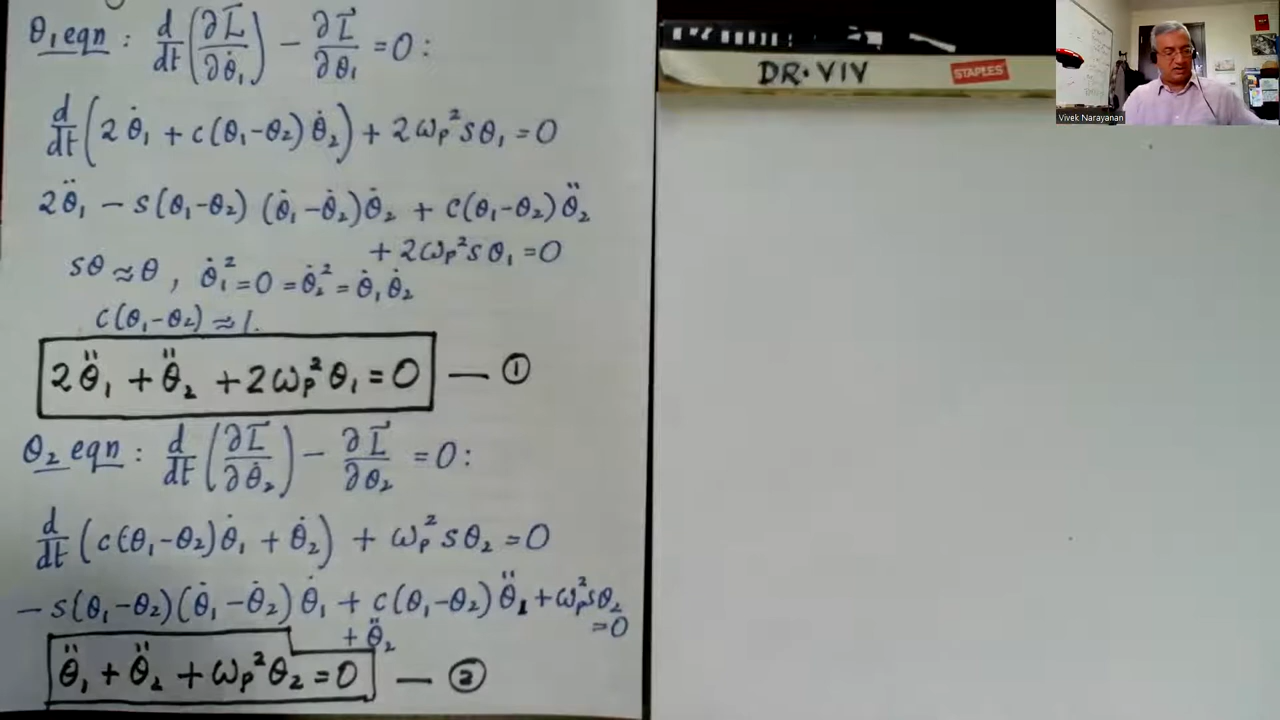 θ₁ eqn : d/dt(∂L̄/∂θ̇₁) − ∂L̄/∂θ₁ = 0 :
d/dt(2θ̇₁ + c(θ₁−θ₂)θ̇₂) + 2ωₚ²sθ₁ = 0
2θ̈₁ − s(θ₁−θ₂)(θ̇₁−θ̇₂)θ̇₂ + c(θ₁−θ₂)θ̈₂
+ 2ωₚ²sθ₁ = 0
sθ ≈ θ , θ̇₁² = 0 = θ̇₂² = θ̇₁θ̇₂
c(θ₁−θ₂) ≈ 1.
2θ̈₁ + θ̈₂ + 2ωₚ²θ₁ = 0 — ①
θ₂ eqn : d/dt(∂L̄/∂θ̇₂) − ∂L̄/∂θ₂ = 0 :
d/dt(c(θ₁−θ₂)θ̇₁ + θ̇₂) + ωₚ²sθ₂ = 0
− s(θ₁−θ₂)(θ̇₁−θ̇₂)θ̇₁ + c(θ₁−θ₂)θ̈₁ + ωₚ²sθ₂
= 0
+ θ̈₂
θ̈₁ + θ̈₂ + ωₚ²θ₂ = 0 — ②
DR. VIV
STAPLES
Vivek Narayanan